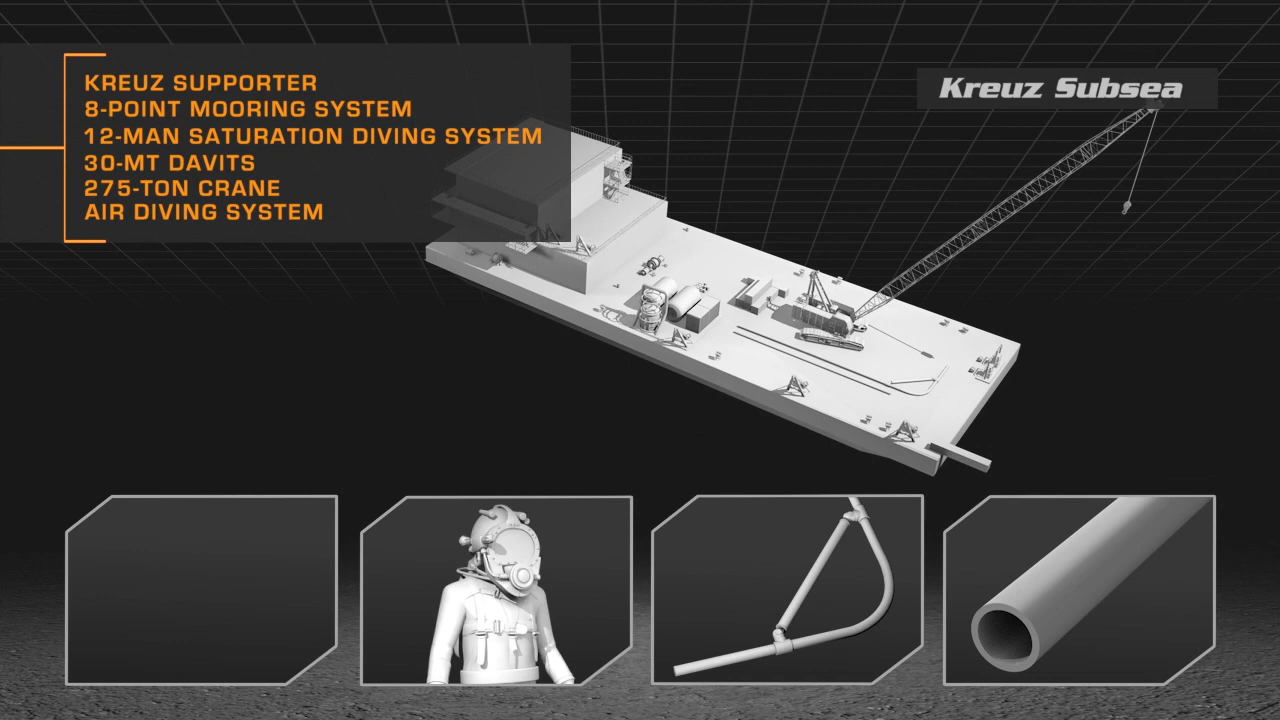 KREUZ SUPPORTER
8-POINT MOORING SYSTEM
12-MAN SATURATION DIVING SYSTEM
30-MT DAVITS
275-TON CRANE
AIR DIVING SYSTEM
Kreuz Subsea